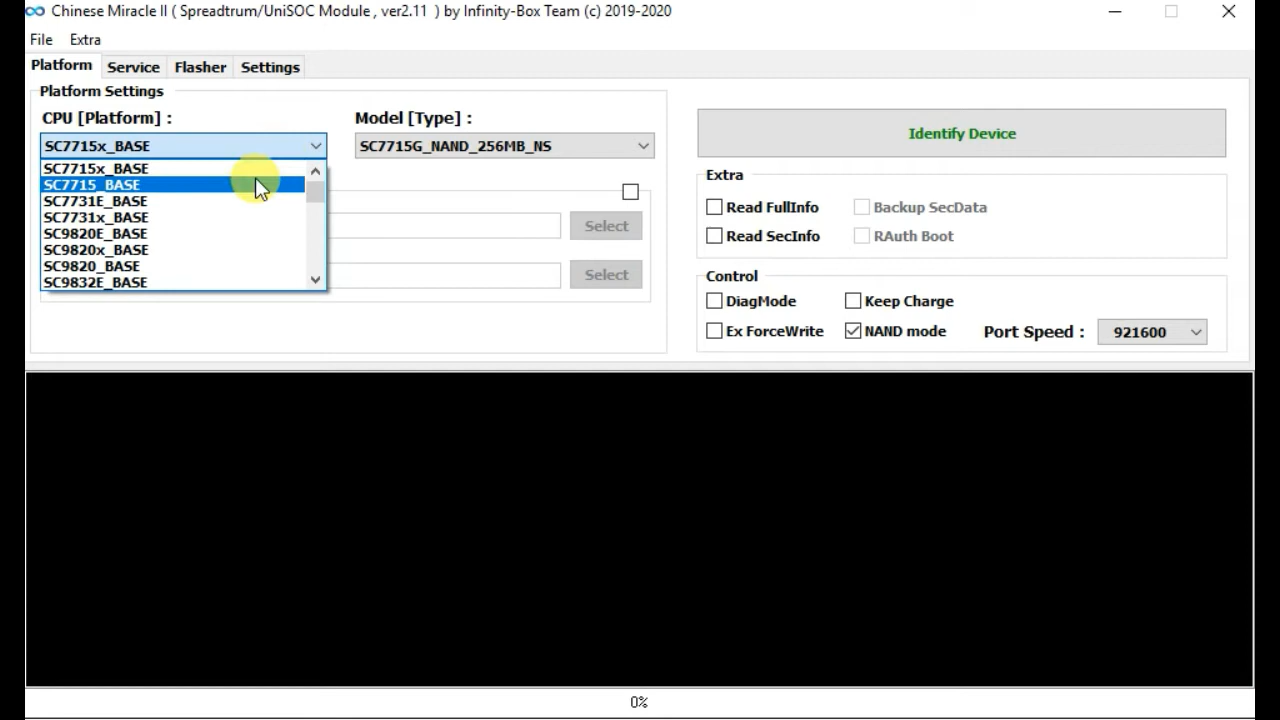 Chinese Miracle II ( Spreadtrum/UniSOC Module , ver2.11 ) by Infinity-Box Team (c) 2019-2020
File Extra
Platform Service Flasher Settings
Platform Settings
CPU [Platform] : Model [Type] :
SC7715x_BASE SC7715G_NAND_256MB_NS
SC7715x_BASE
SC7715_BASE
SC7731E_BASE
SC7731x_BASE
SC9820E_BASE
SC9820x_BASE
SC9820_BASE
SC9832E_BASE
Select
Select
Identify Device
Extra
Read FullInfo Backup SecData
Read SecInfo RAuth Boot
Control
DiagMode Keep Charge
Ex ForceWrite NAND mode Port Speed : 921600
0%